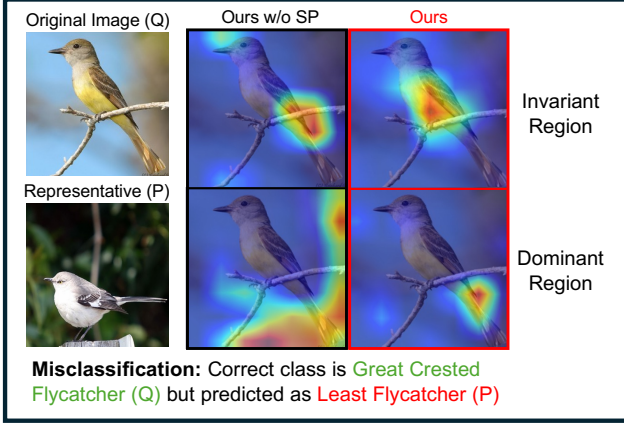 Original Image (Q)
Ours w/o SP
Ours
Invariant
Region
Representative (P)
Dominant
Region
Misclassification: Correct class is Great Crested
Flycatcher (Q) but predicted as Least Flycatcher (P)